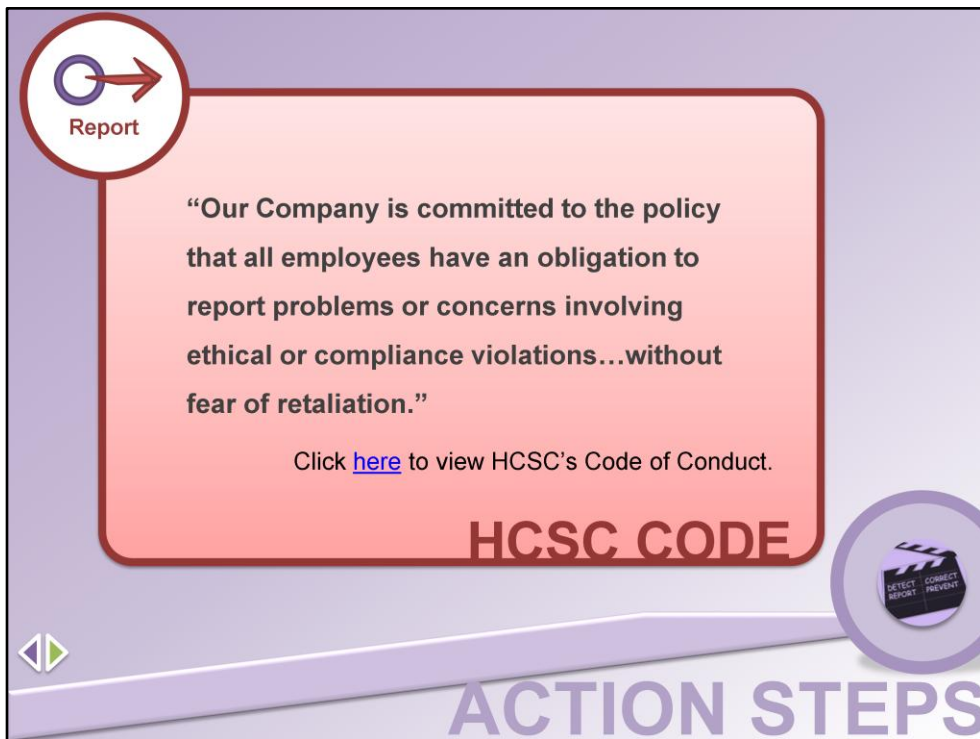 Report
“Our Company is committed to the policy
that all employees have an obligation to
report problems or concerns involving
ethical or compliance violations…without
fear of retaliation.”
Click here to view HCSC’s Code of Conduct.
HCSC CODE
DETECT CORRECT
REPORT PREVENT
ACTION STEPS